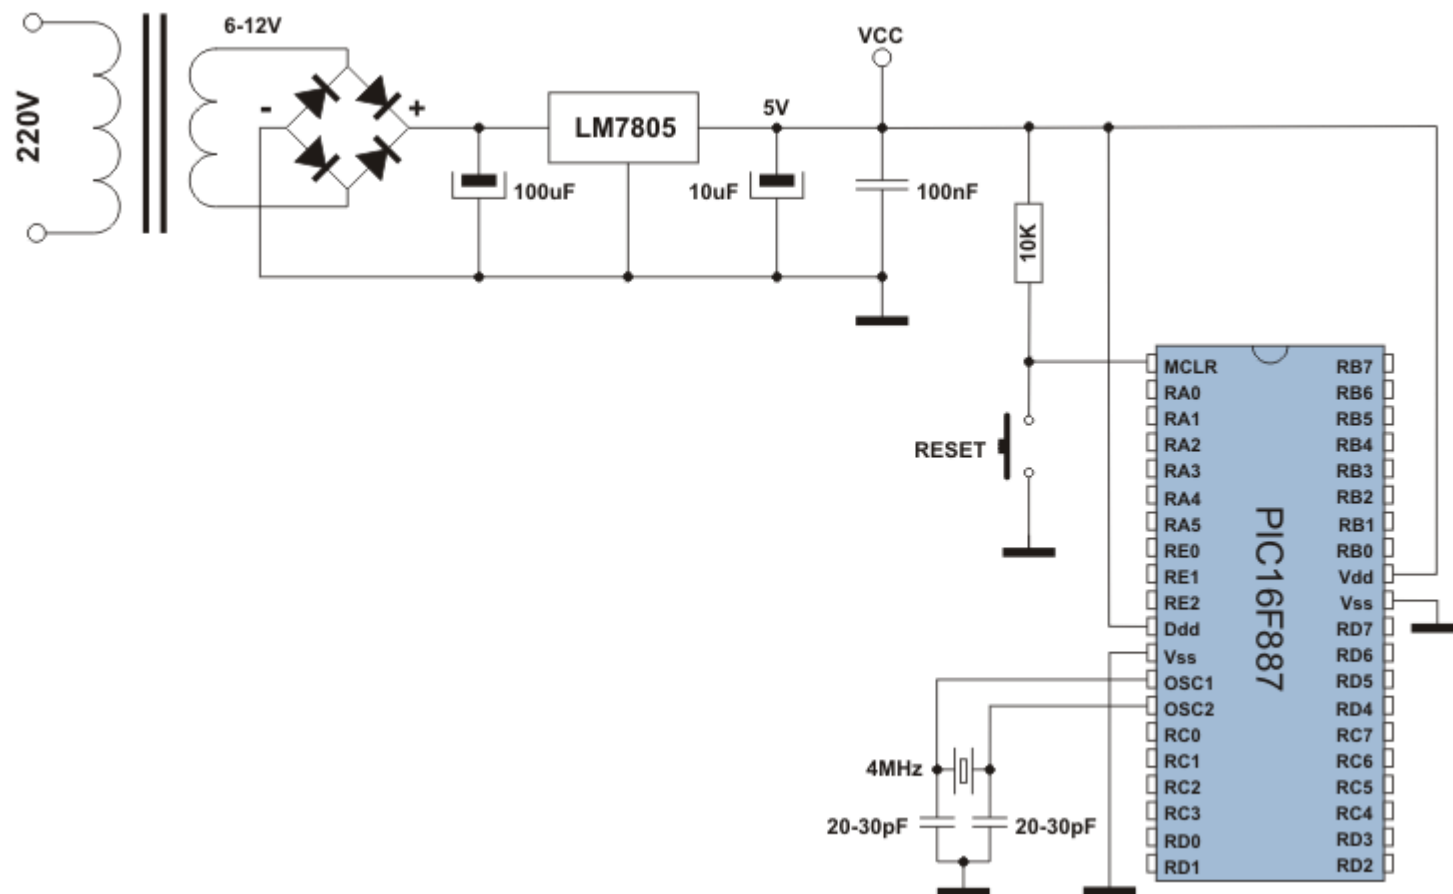 220V
6-12V
-
+
100uF
LM7805
5V
10uF
VCC
100nF
10K
RESET
4MHz
20-30pF
20-30pF
PIC16F887
MCLR
RA0
RA1
RA2
RA3
RA4
RA5
RE0
RE1
RE2
Ddd
Vss
OSC1
OSC2
RC0
RC1
RC2
RC3
RD0
RD1
RB7
RB6
RB5
RB4
RB3
RB2
RB1
RB0
Vdd
Vss
RD7
RD6
RD5
RD4
RC7
RC6
RC5
RC4
RD3
RD2